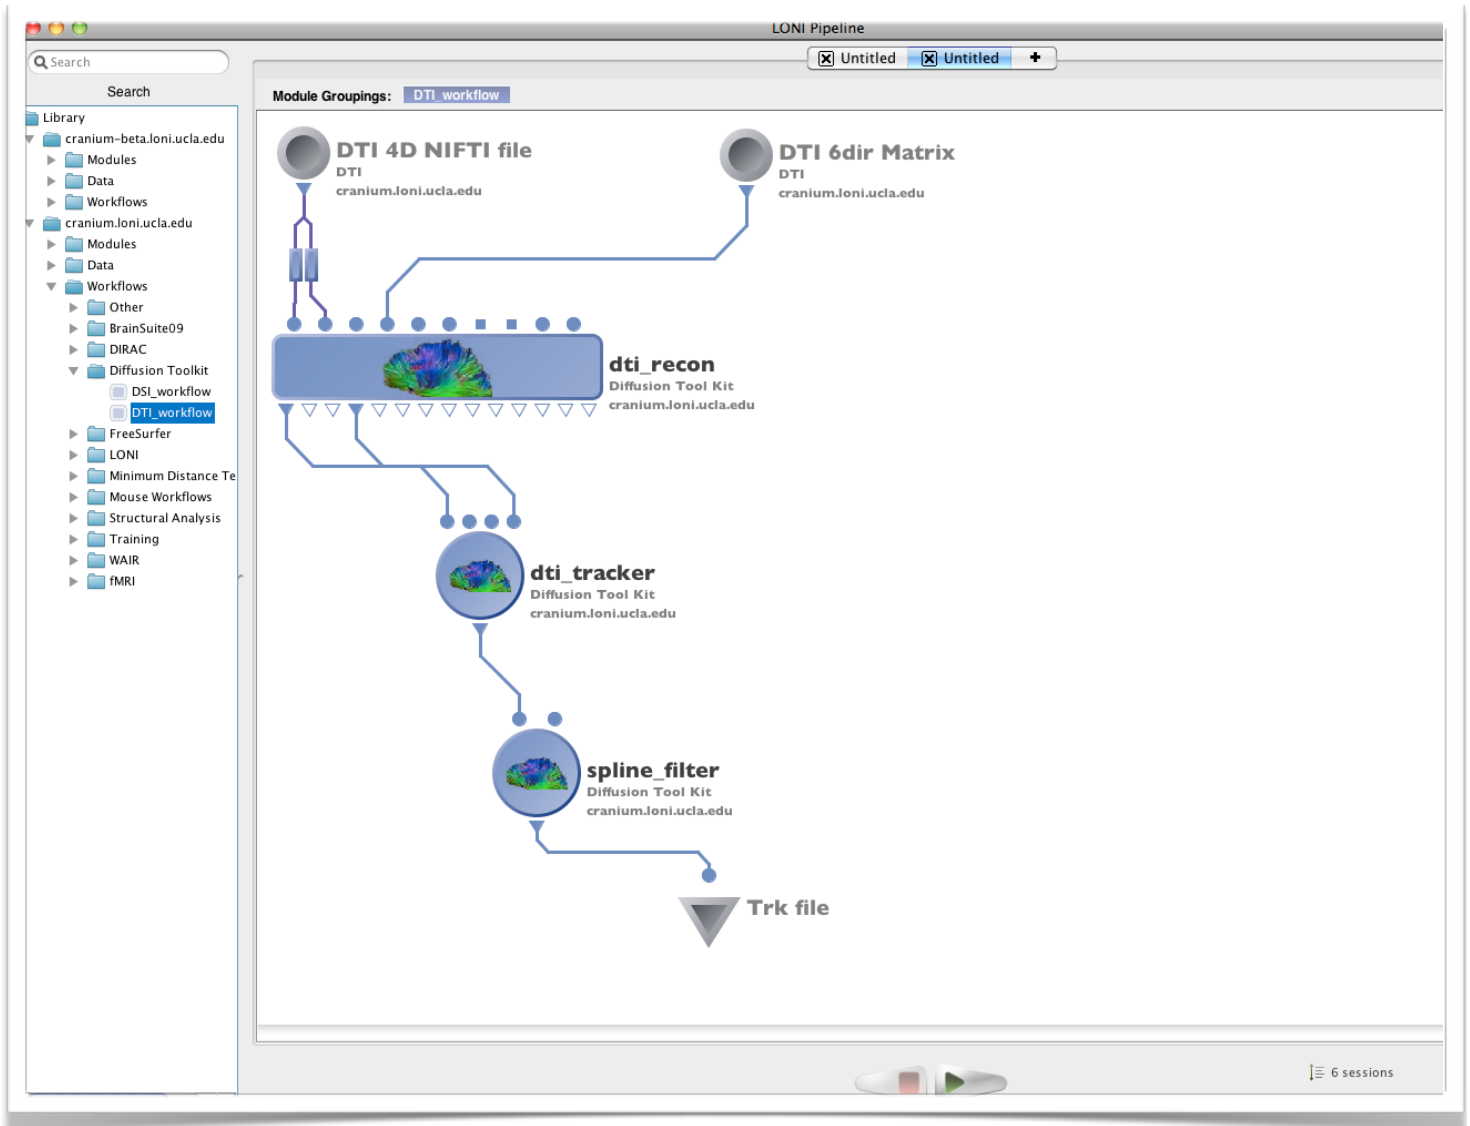 LONI Pipeline
Search
Untitled
Untitled
+
Search
Module Groupings:
DTI_workflow
Library
cranium-beta.loni.ucla.edu
Modules
Data
Workflows
cranium.loni.ucla.edu
Modules
Data
Workflows
Other
BrainSuite09
DIRAC
Diffusion Toolkit
DSI_workflow
DTI_workflow
FreeSurfer
LONI
Minimum Distance Te
Mouse Workflows
Structural Analysis
Training
WAIR
fMRI
DTI 4D NIFTI file
DTI
cranium.loni.ucla.edu
DTI 6dir Matrix
DTI
cranium.loni.ucla.edu
dti_recon
Diffusion Tool Kit
cranium.loni.ucla.edu
dti_tracker
Diffusion Tool Kit
cranium.loni.ucla.edu
spline_filter
Diffusion Tool Kit
cranium.loni.ucla.edu
Trk file
6 sessions